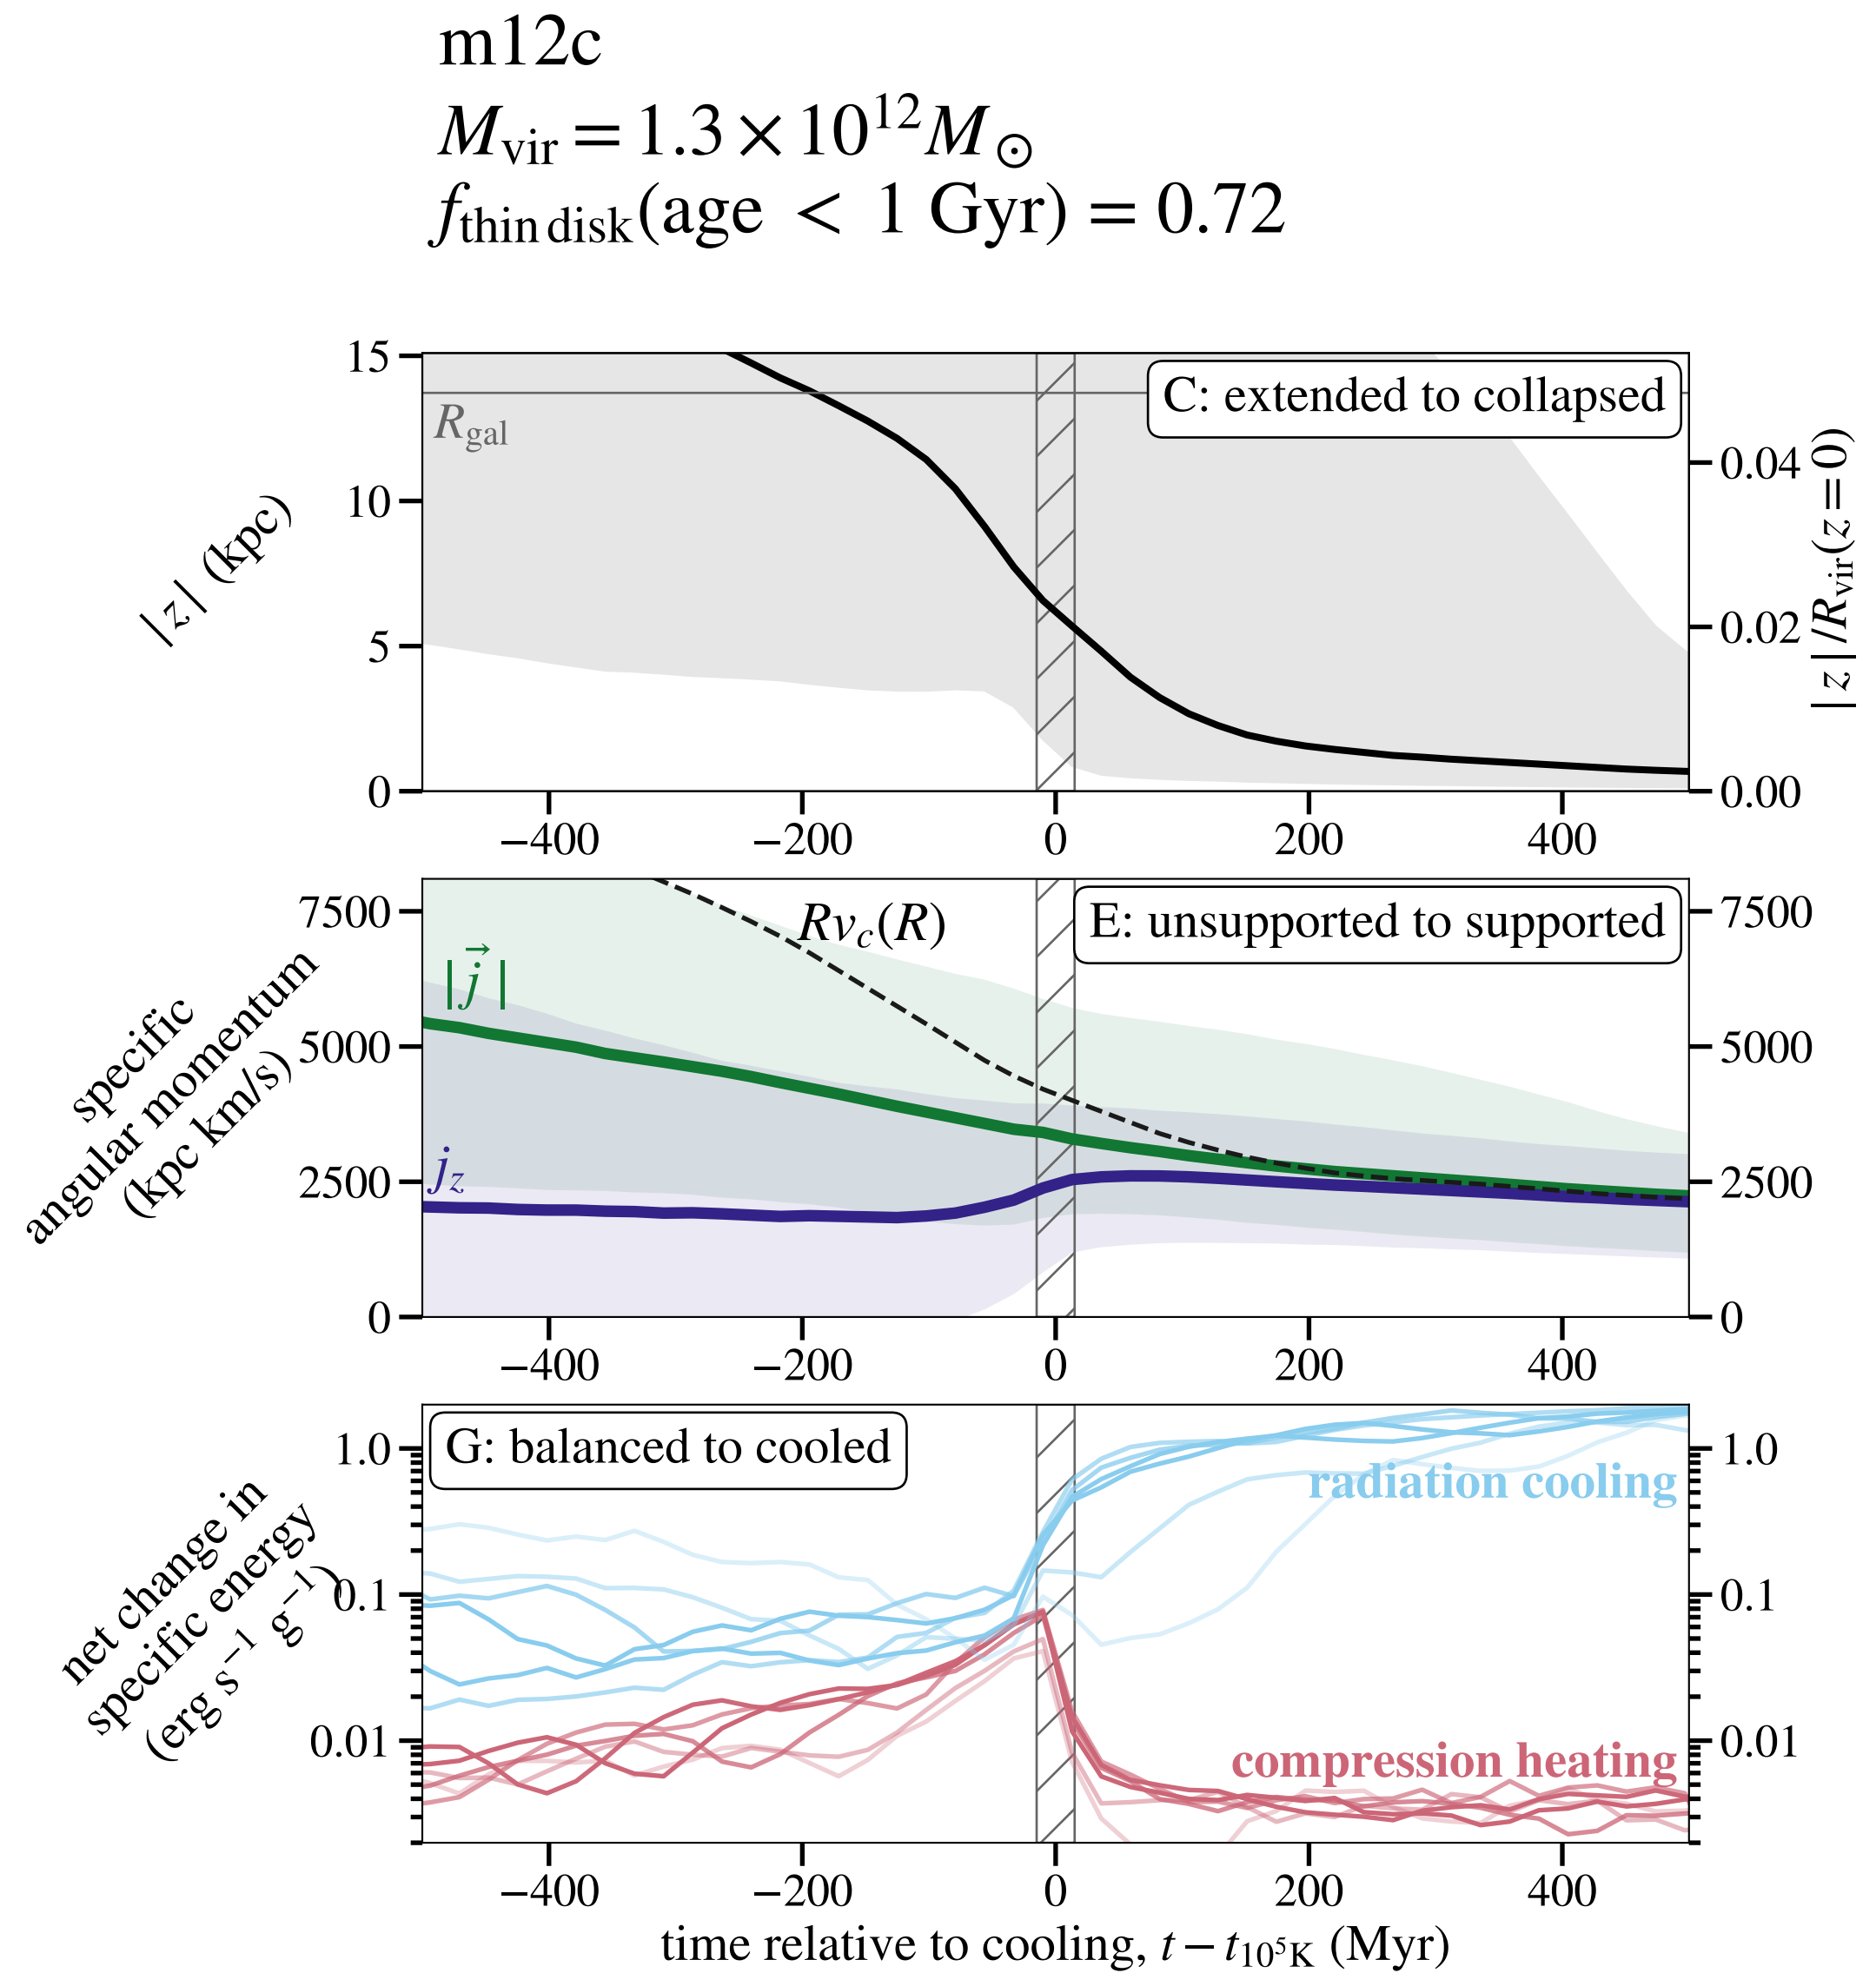 m12c
M_vir = 1.3 × 10^12 M_⊙
f_thin disk(age < 1 Gyr) = 0.72
15
10
5
0
|z| (kpc)
R_gal
C: extended to collapsed
0.04
0.02
0.00
|z|/R_vir(z = 0)
−400 −200 0 200 400
7500
5000
2500
0
specific
angular momentum
(kpc km/s)
|j⃗|
j_z
Rv_c(R)
E: unsupported to supported
7500
5000
2500
0
−400 −200 0 200 400
1.0
0.1
0.01
net change in
specific energy
(erg s^−1 g^−1)
G: balanced to cooled
radiation cooling
compression heating
1.0
0.1
0.01
−400 −200 0 200 400
time relative to cooling, t − t_10^5K (Myr)